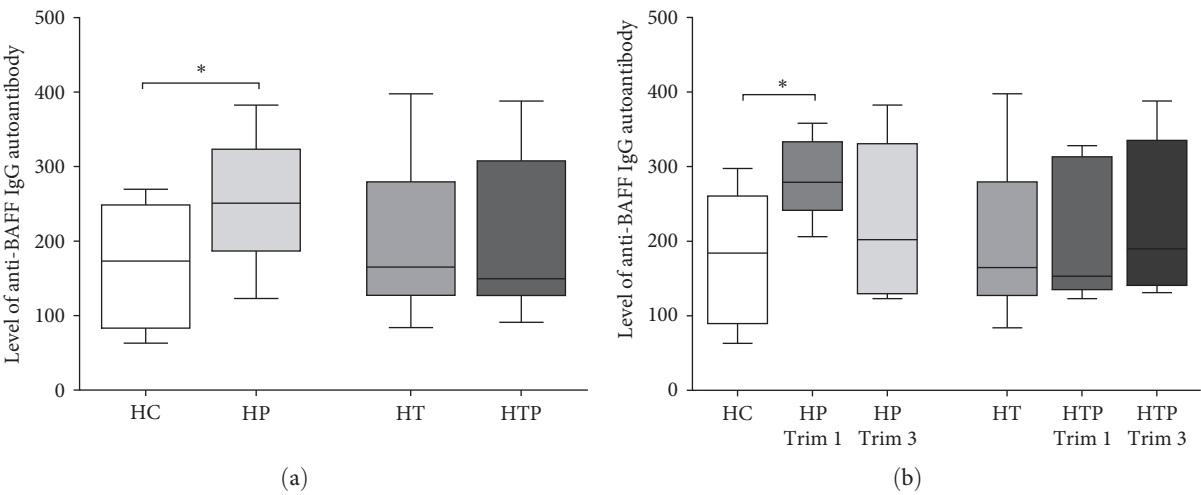 Level of anti-BAFF IgG autoantibody
500
400
300
200
100
0
*
HC HP HT HTP
(a)
Level of anti-BAFF IgG autoantibody
500
400
300
200
100
0
*
HC HP HP HT HTP HTP
Trim 1 Trim 3 Trim 1 Trim 3
(b)